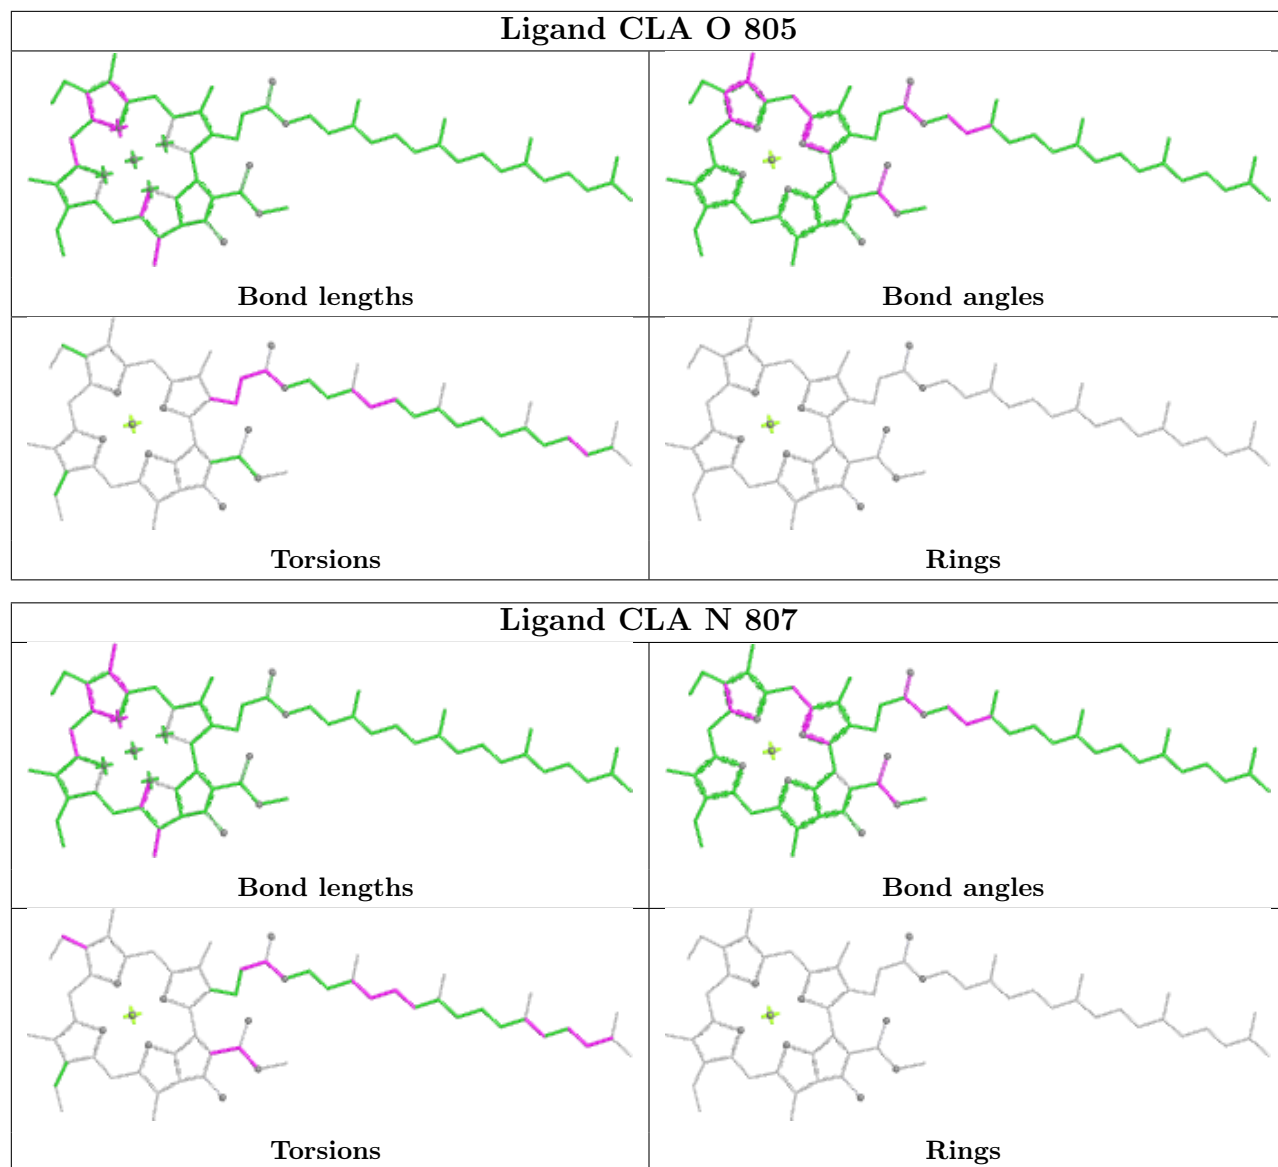 Ligand CLA O 805
Bond lengths
Bond angles
Torsions
Rings
Ligand CLA N 807
Bond lengths
Bond angles
Torsions
Rings